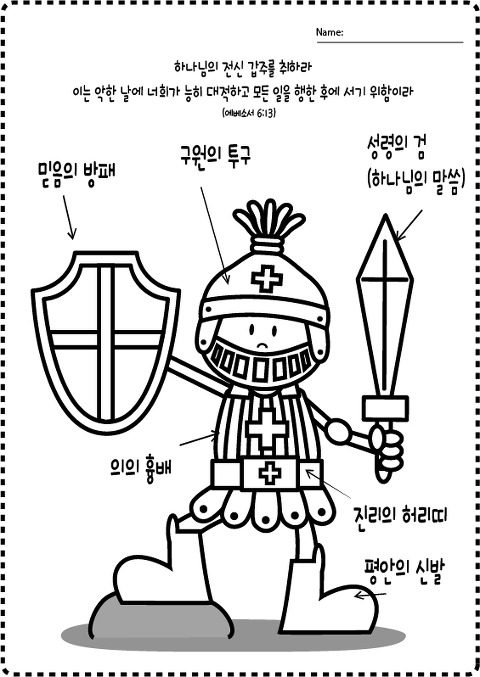 Name:
하나님의 전신 갑주를 취하라
이는 악한 날에 너희가 능히 대적하고 모든 일을 행한 후에 서기 위함이라
(에베소서 6:13)
성령의 검
(하나님의 말씀)
구원의 투구
믿음의 방패
의의 흉배
진리의 허리띠
평안의 신발